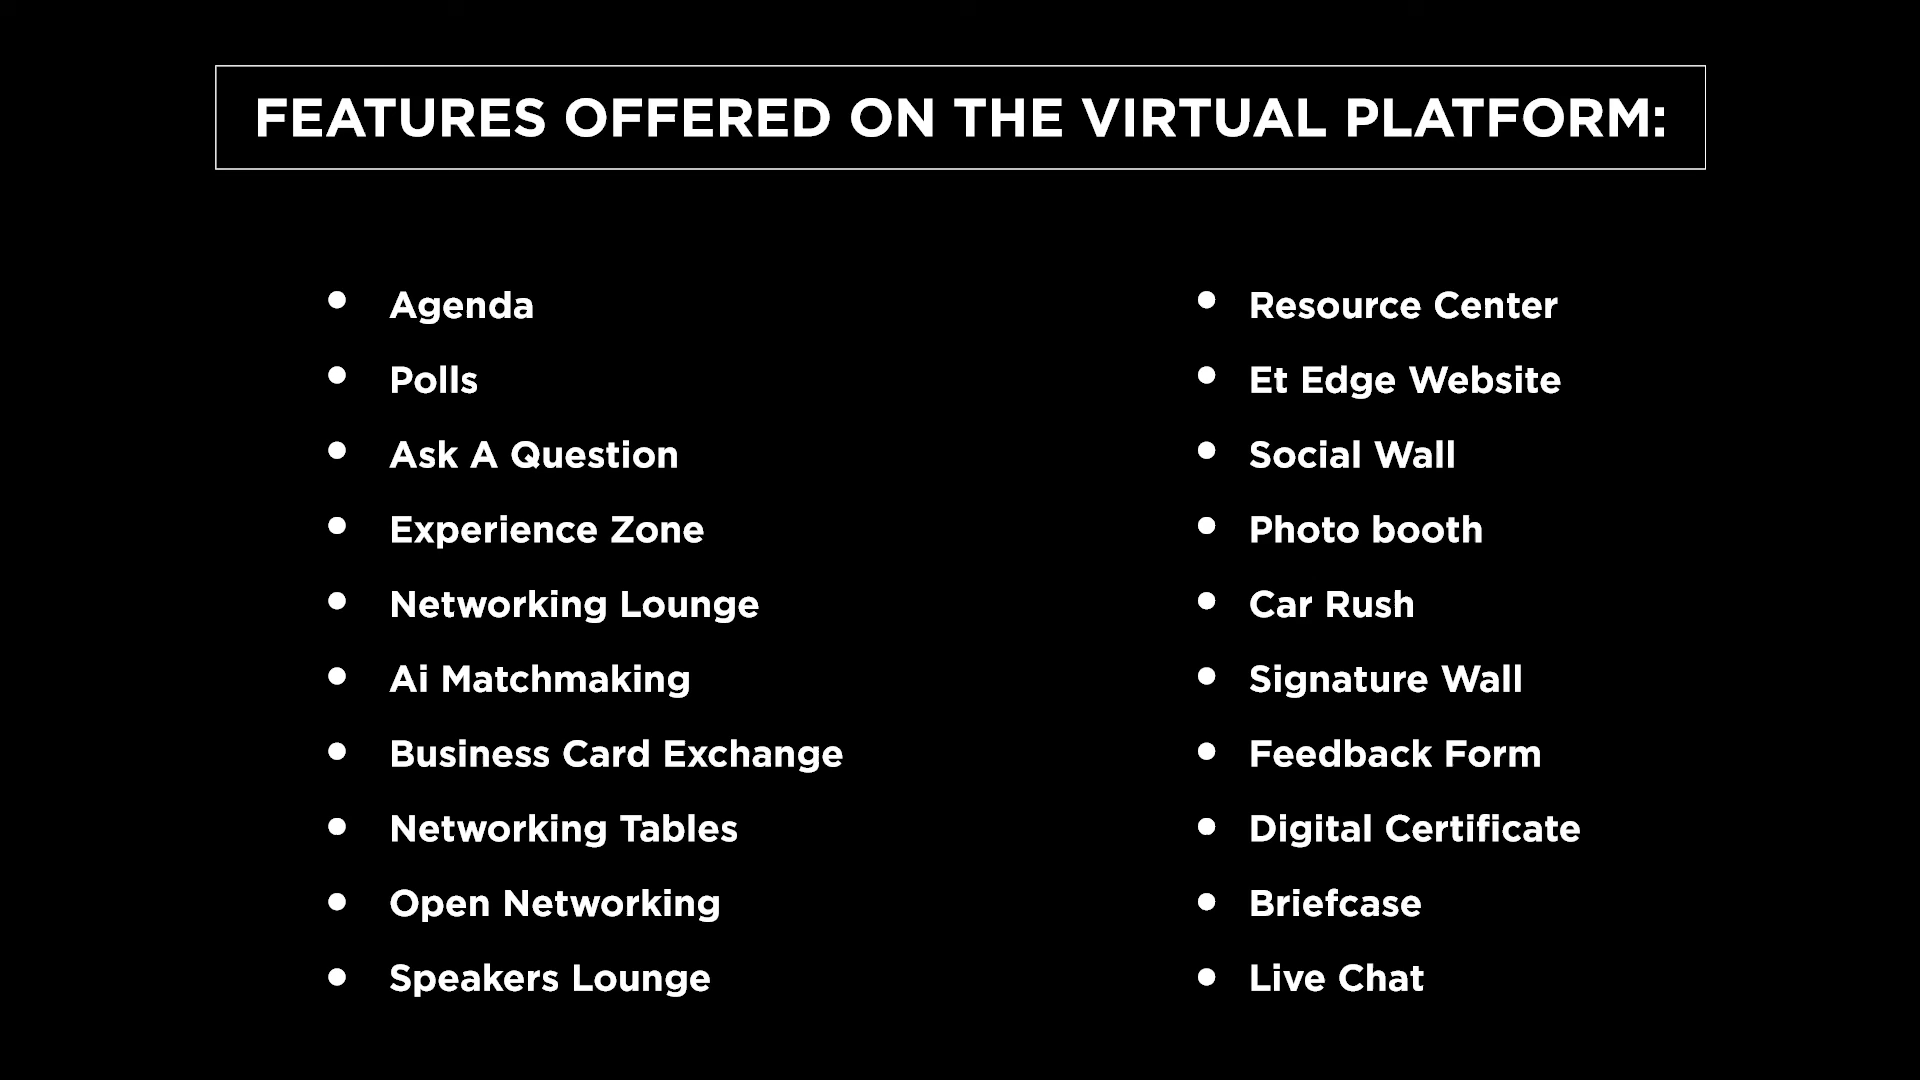 FEATURES OFFERED ON THE VIRTUAL PLATFORM:
Agenda
Polls
Ask A Question
Experience Zone
Networking Lounge
Ai Matchmaking
Business Card Exchange
Networking Tables
Open Networking
Speakers Lounge
Resource Center
Et Edge Website
Social Wall
Photo booth
Car Rush
Signature Wall
Feedback Form
Digital Certificate
Briefcase
Live Chat